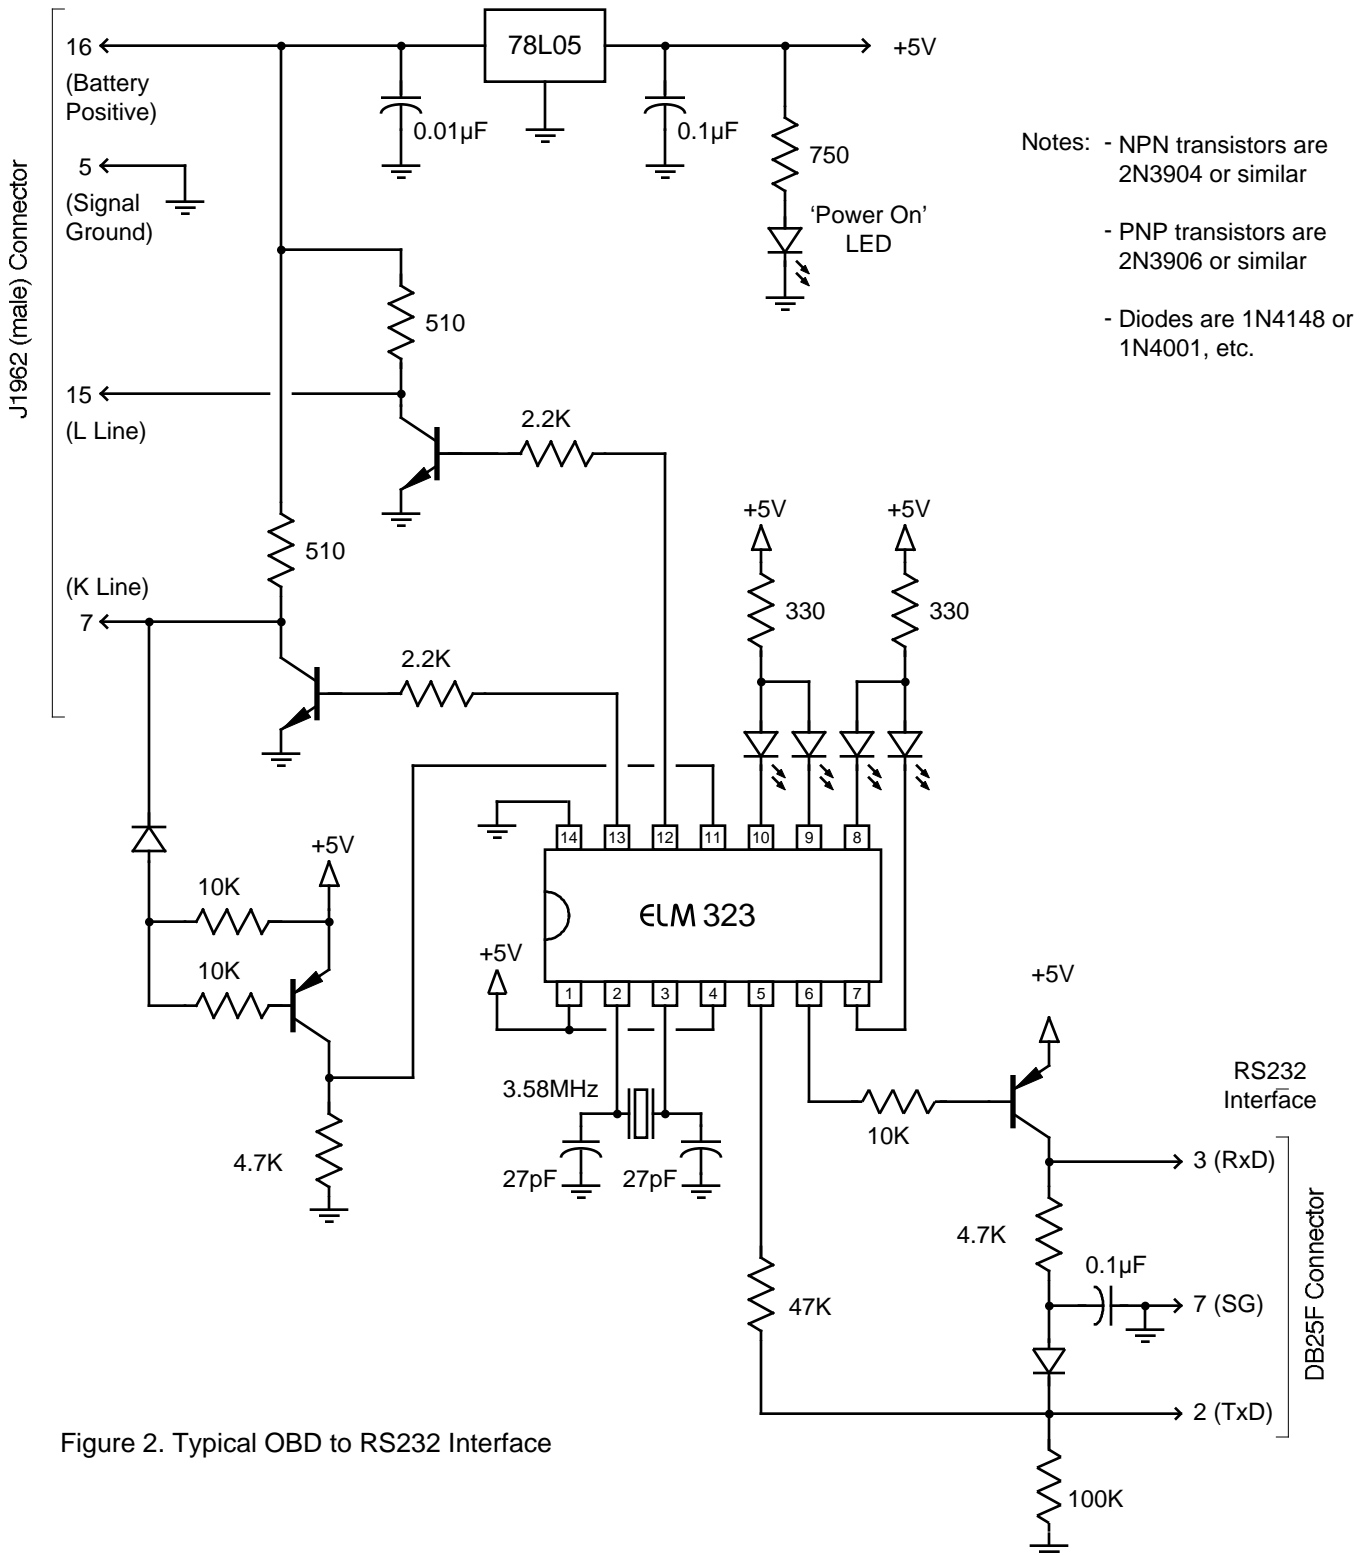 J1962 (male) Connector
16
(Battery
Positive)
5
(Signal
Ground)
15
(L Line)
(K Line)
7
78L05
+5V
0.01µF
0.1µF
750
'Power On'
LED
Notes: - NPN transistors are
2N3904 or similar
- PNP transistors are
2N3906 or similar
- Diodes are 1N4148 or
1N4001, etc.
510
2.2K
510
2.2K
+5V
+5V
330
330
14
13
12
11
10
9
8
ELM 323
1
2
3
4
5
6
7
+5V
10K
10K
+5V
4.7K
3.58MHz
27pF
27pF
47K
10K
+5V
RS232
Interface
3 (RxD)
4.7K
0.1µF
7 (SG)
2 (TxD)
100K
DB25F Connector
Figure 2. Typical OBD to RS232 Interface